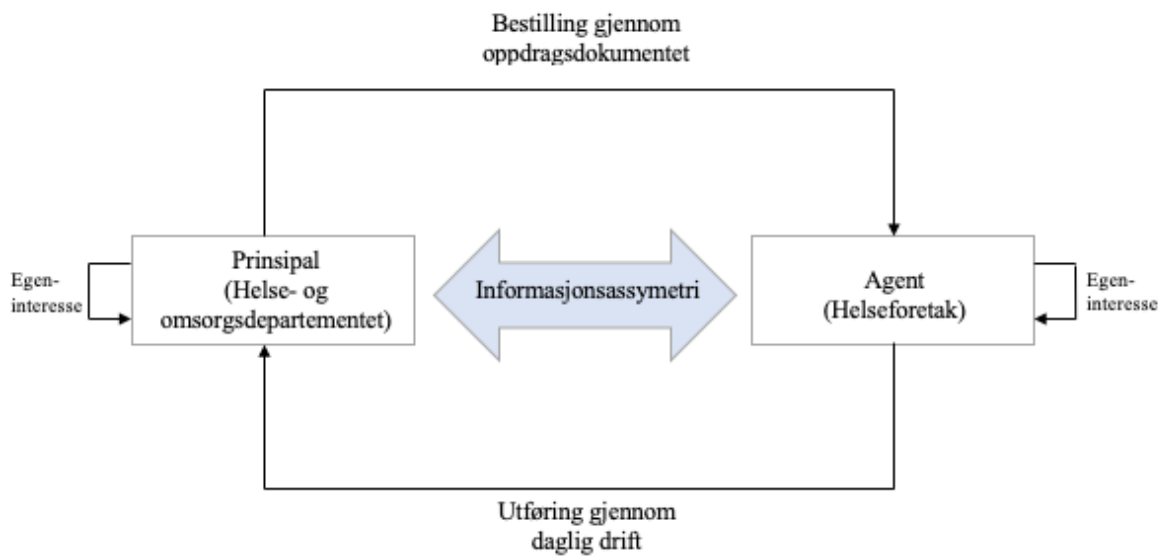 Bestilling gjennom
oppdragsdokumentet
Egen-
interesse
Prinsipal
(Helse- og
omsorgsdepartementet)
Informasjonsassymetri
Agent
(Helseforetak)
Egen-
interesse
Utføring gjennom
daglig drift